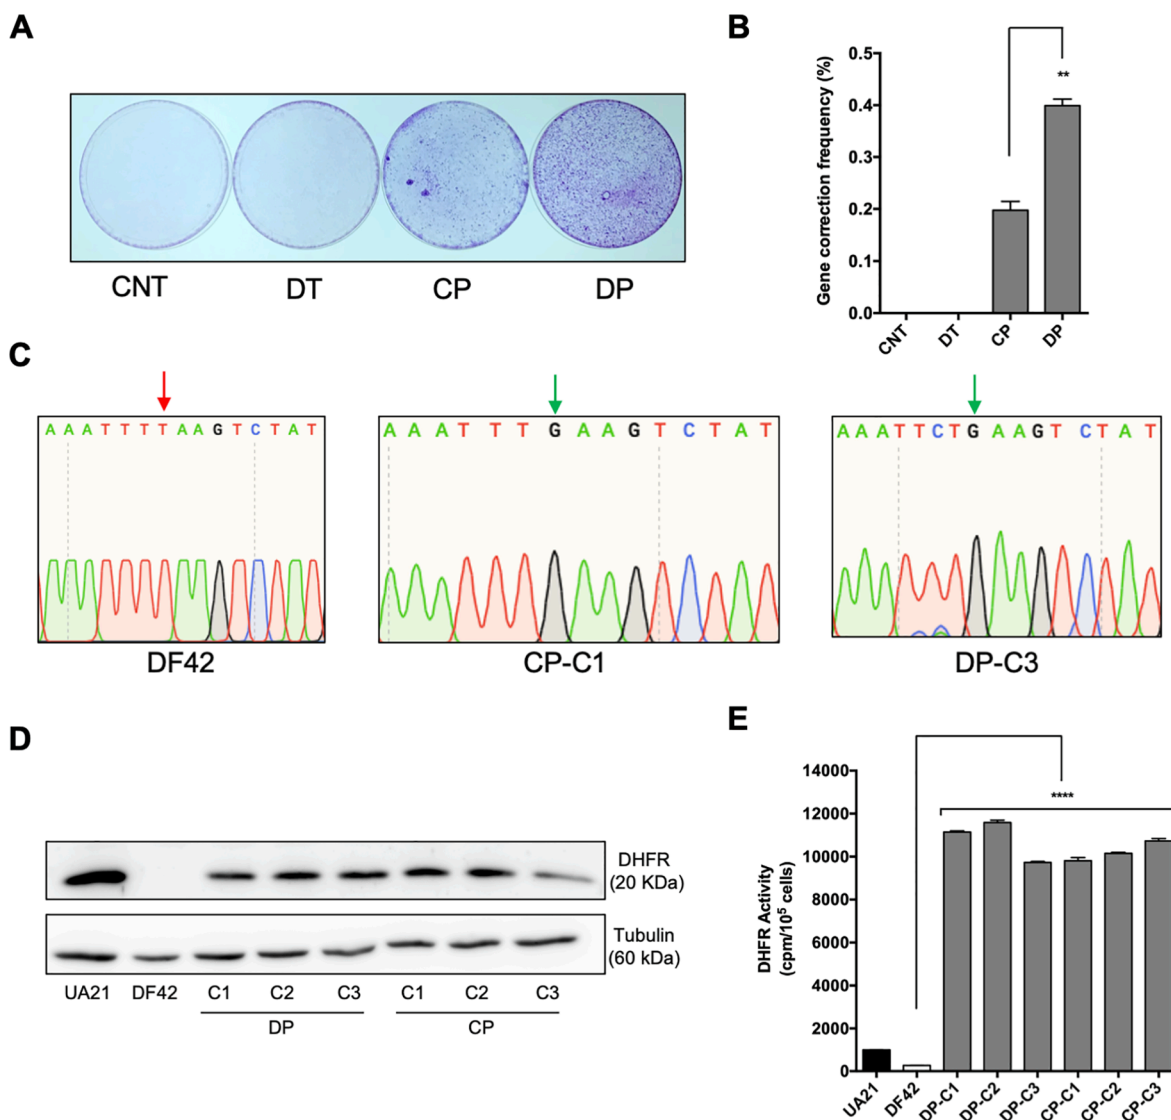 A
CNT DT CP DP
B
Gene correction frequency (%)
0.5
0.4
0.3
0.2
0.1
0.0
**
CNT DT CP DP
C
A A A T T T T A A G T C T A T
DF42
A A A T T T G A A G T C T A T
CP-C1
A A A T T C T G A A G T C T A T
DP-C3
D
DHFR
(20 KDa)
Tubulin
(60 kDa)
UA21 DF42 C1 C2 C3 C1 C2 C3
DP CP
E
DHFR Activity
(cpm/10⁵ cells)
14000
12000
10000
8000
6000
4000
2000
0
****
UA21 DF42 DP-C1 DP-C2 DP-C3 CP-C1 CP-C2 CP-C3